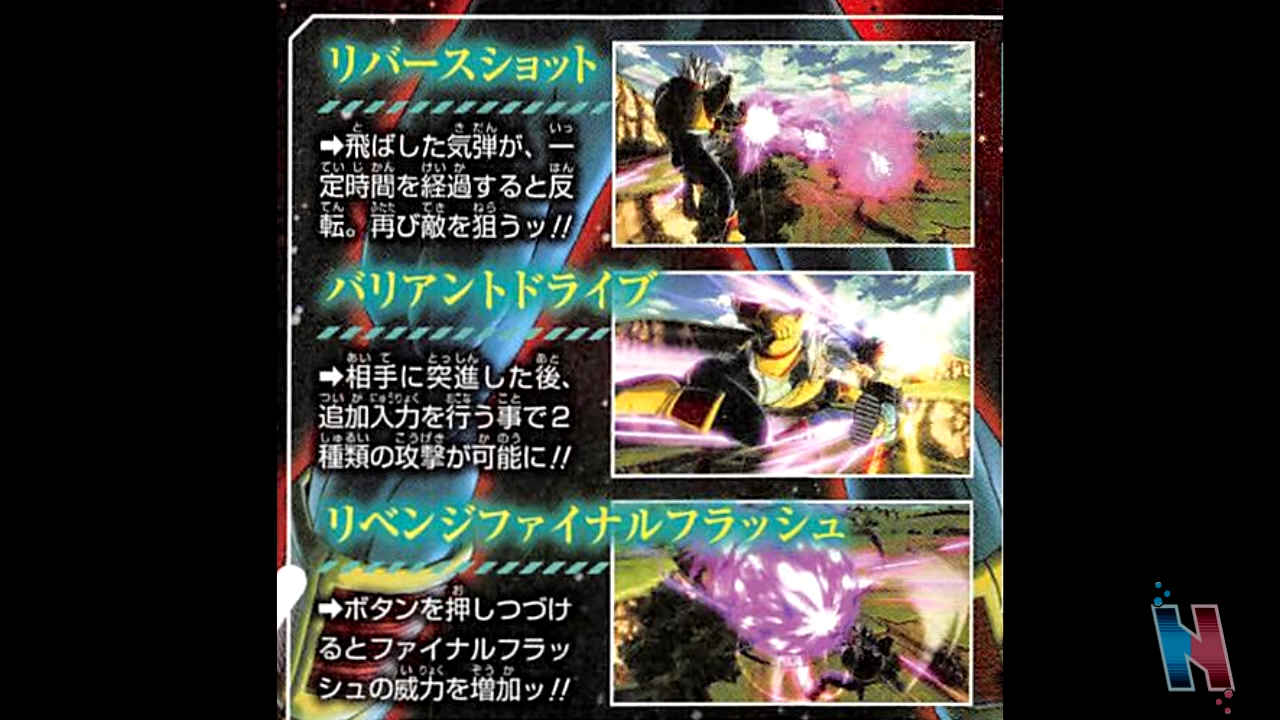 リバースショット
➡飛ばした気弾が、一
定時間を経過すると反
転。再び敵を狙うッ!!
バリアントドライブ
➡相手に突進した後、
追加入力を行う事で2
種類の攻撃が可能に!!
リベンジファイナルフラッシュ
➡ボタンを押しつづけ
るとファイナルフラッ
シュの威力を増加ッ!!
N